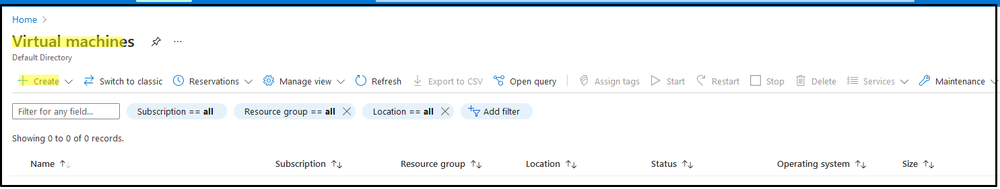 Home >
Virtual machines ...
Default Directory
+ Create Switch to classic Reservations Manage view Refresh Export to CSV Open query Assign tags Start Restart Stop Delete Services Maintenance
Filter for any field... Subscription == all Resource group == all Location == all Add filter
Showing 0 to 0 of 0 records.
Name Subscription Resource group Location Status Operating system Size